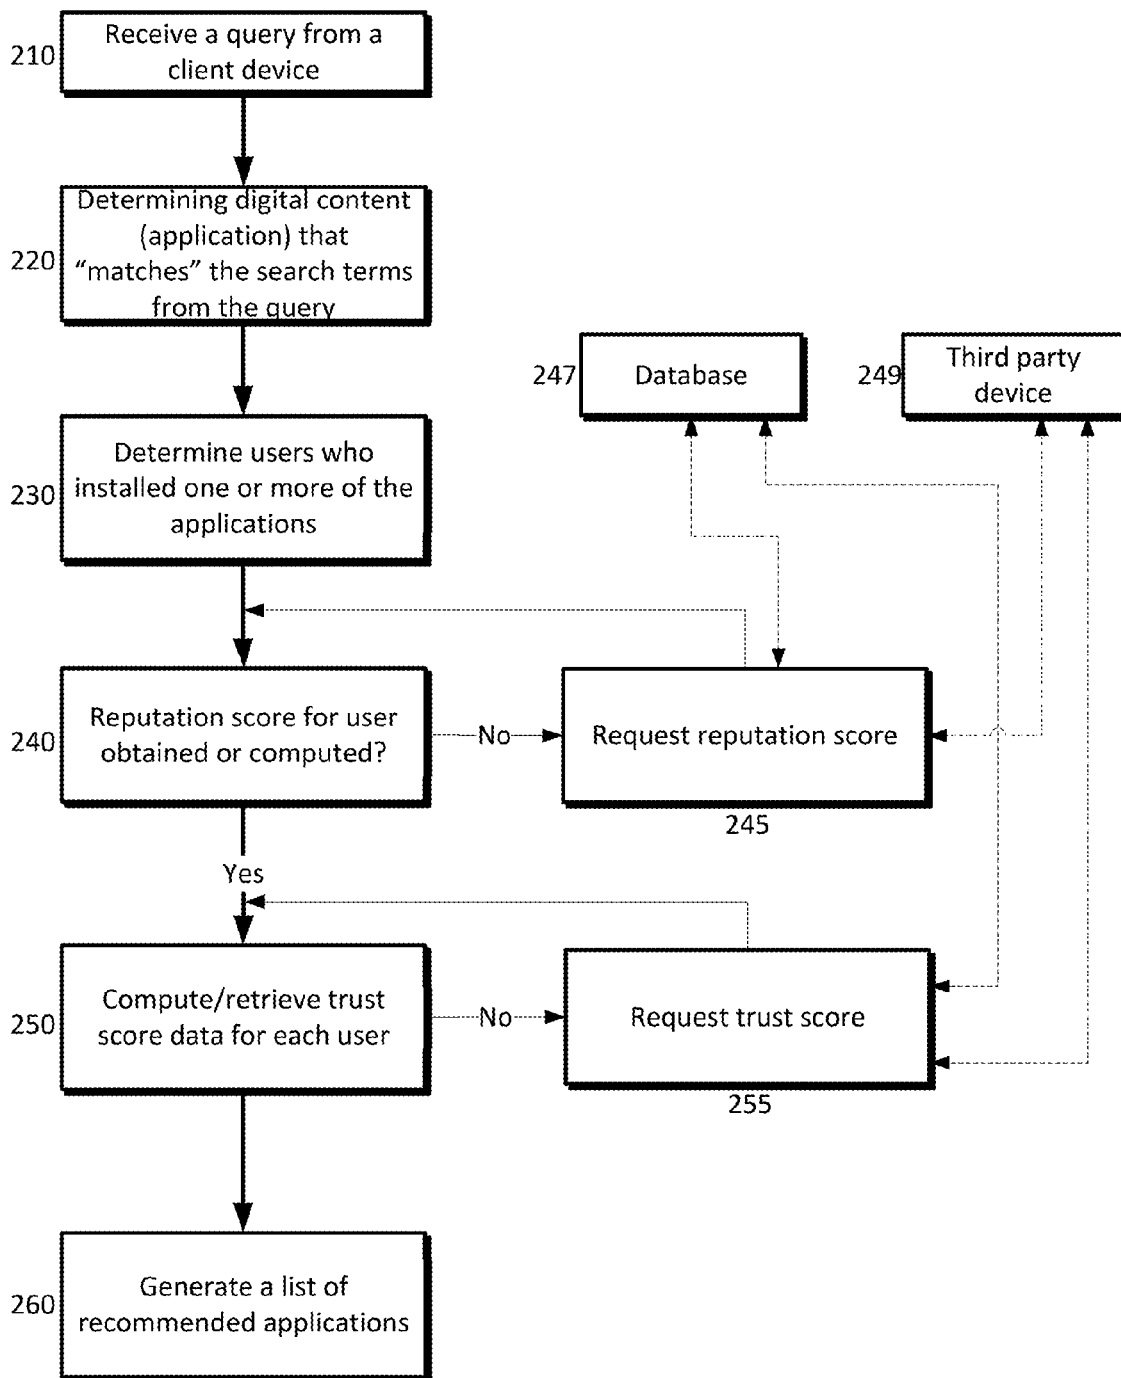 210
Receive a query from a
client device
220
Determining digital content
(application) that
“matches” the search terms
from the query
247
Database
249
Third party
device
230
Determine users who
installed one or more of the
applications
240
Reputation score for user
obtained or computed?
No
Request reputation score
245
Yes
250
Compute/retrieve trust
score data for each user
No
Request trust score
255
260
Generate a list of
recommended applications